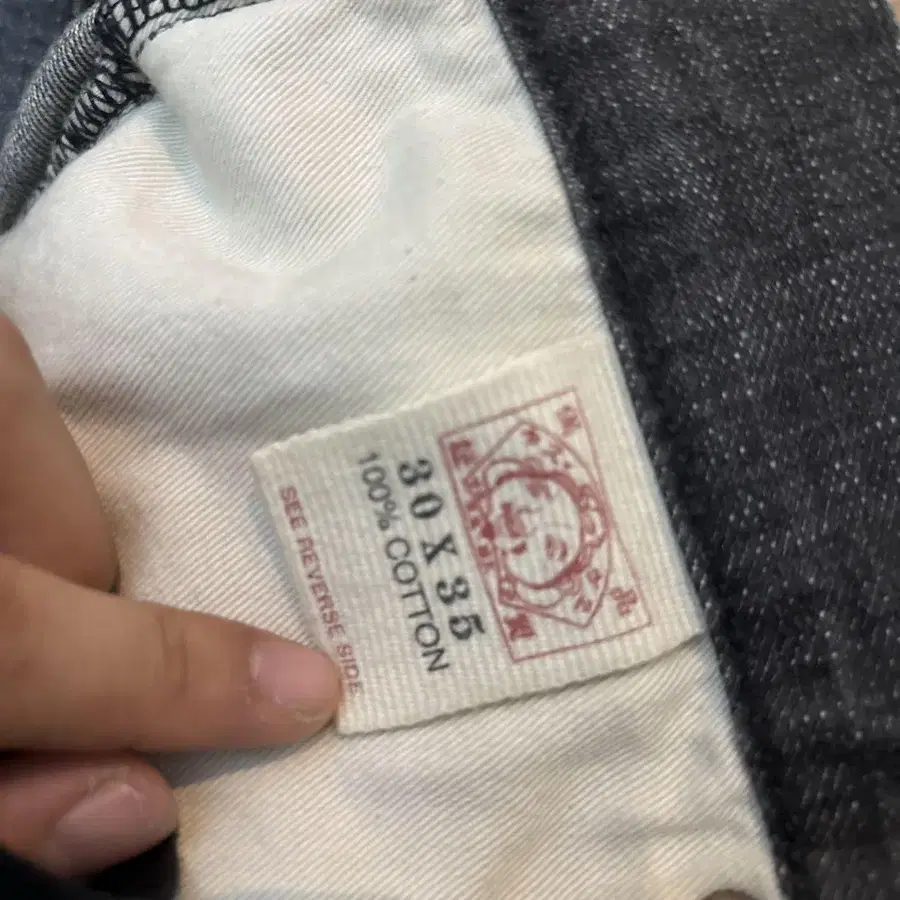 30 X 35
100% COTTON
SEE REVERSE SIDE